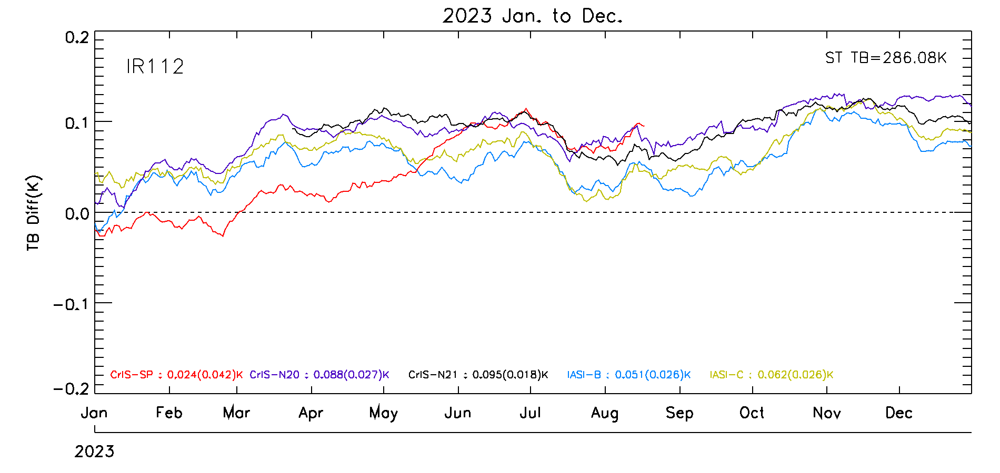 2023 Jan. to Dec.
0.2
IR112
ST TB=286.08K
0.1
0.0
-0.1
-0.2
TB Diff(K)
CrIS-SP : 0.024(0.042)K CrIS-N20 : 0.088(0.027)K CrIS-N21 : 0.095(0.018)K IASI-B : 0.051(0.026)K IASI-C : 0.062(0.026)K
Jan Feb Mar Apr May Jun Jul Aug Sep Oct Nov Dec
2023